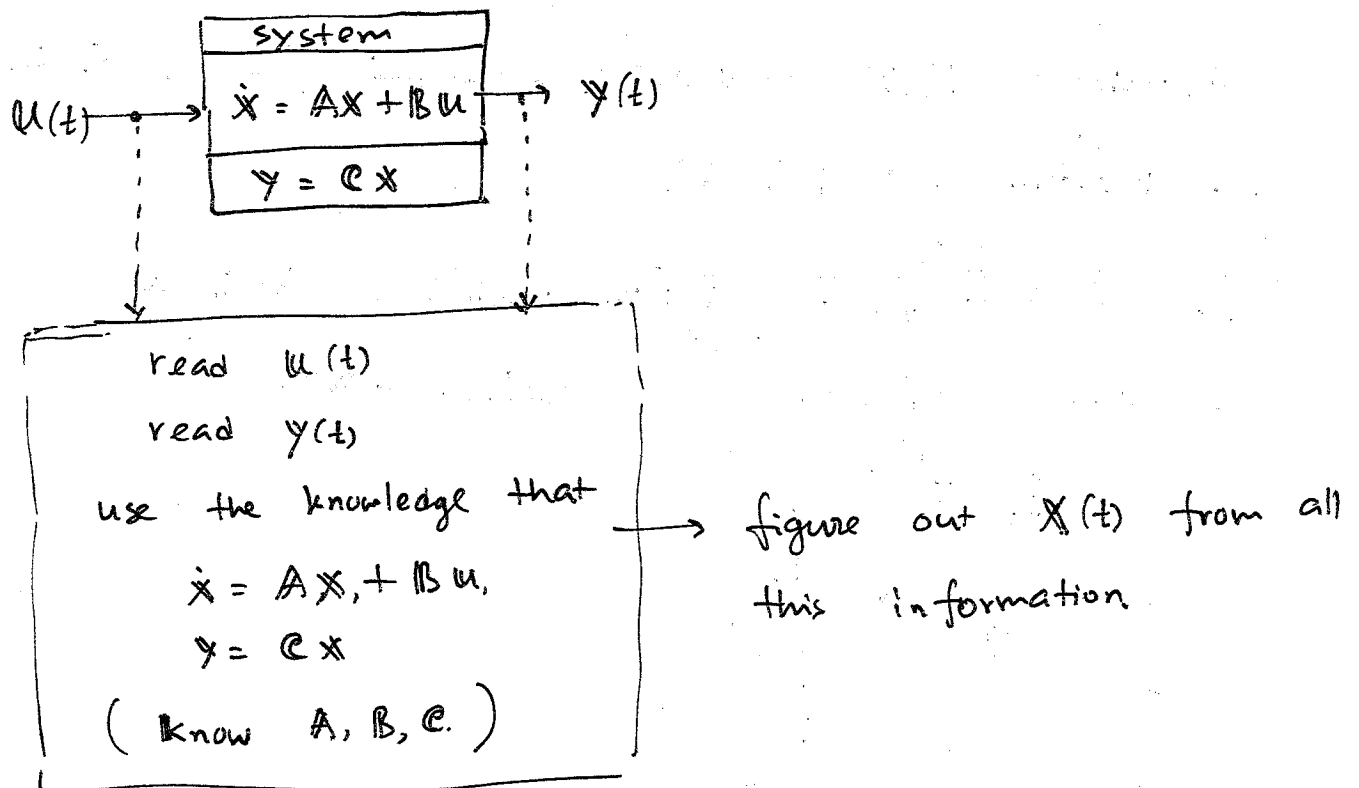 system
u(t)
ẋ = Ax + Bu
y(t)
y = Cx
read u(t)
read y(t)
use the knowledge that
ẋ = Ax, + Bu,
y = Cx
(know A, B, C.)
figure out x(t) from all
this information